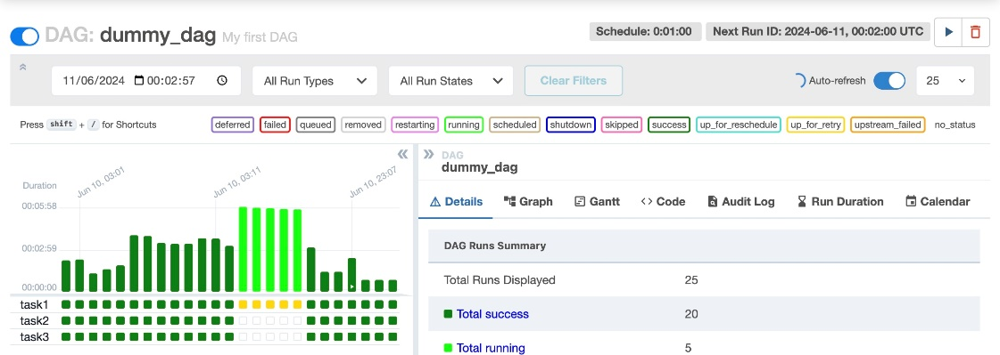 DAG: dummy_dag My first DAG
Schedule: 0:01:00 Next Run ID: 2024-06-11, 00:02:00 UTC
11/06/2024 00:02:57 All Run Types All Run States Clear Filters Auto-refresh 25
Press shift + / for Shortcuts deferred failed queued removed restarting running scheduled shutdown skipped success up_for_reschedule up_for_retry upstream_failed no_status
Jun 10, 03:01 Jun 10, 03:11 Jun 10, 23:07
Duration
00:05:58
00:02:59
00:00:00
task1
task2
task3
DAG
dummy_dag
Details Graph Gantt Code Audit Log Run Duration Calendar
DAG Runs Summary
Total Runs Displayed 25
Total success 20
Total running 5